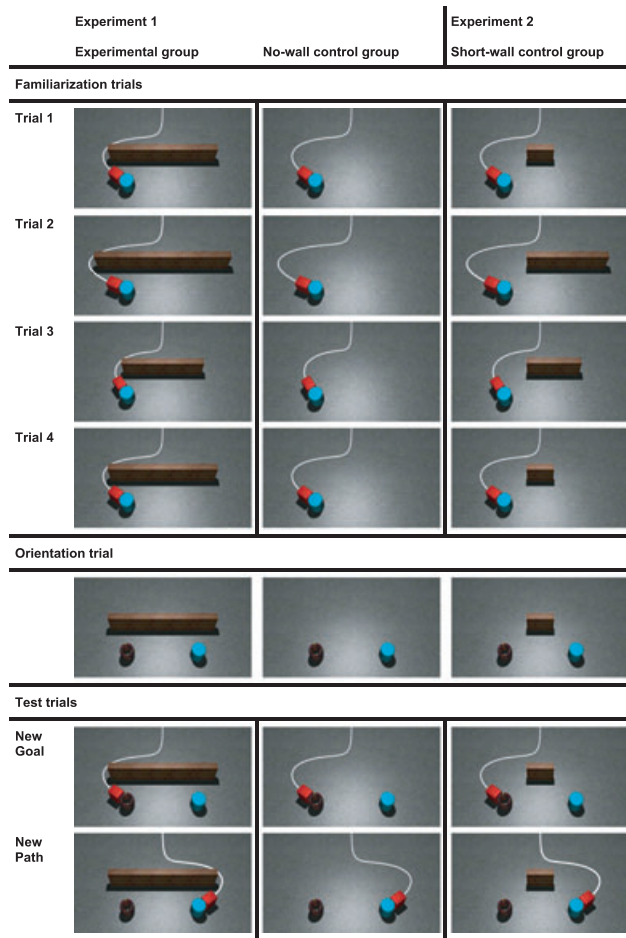 Experiment 1
Experiment 2
Experimental group
No-wall control group
Short-wall control group
Familiarization trials
Trial 1
Trial 2
Trial 3
Trial 4
Orientation trial
Test trials
New
Goal
New
Path